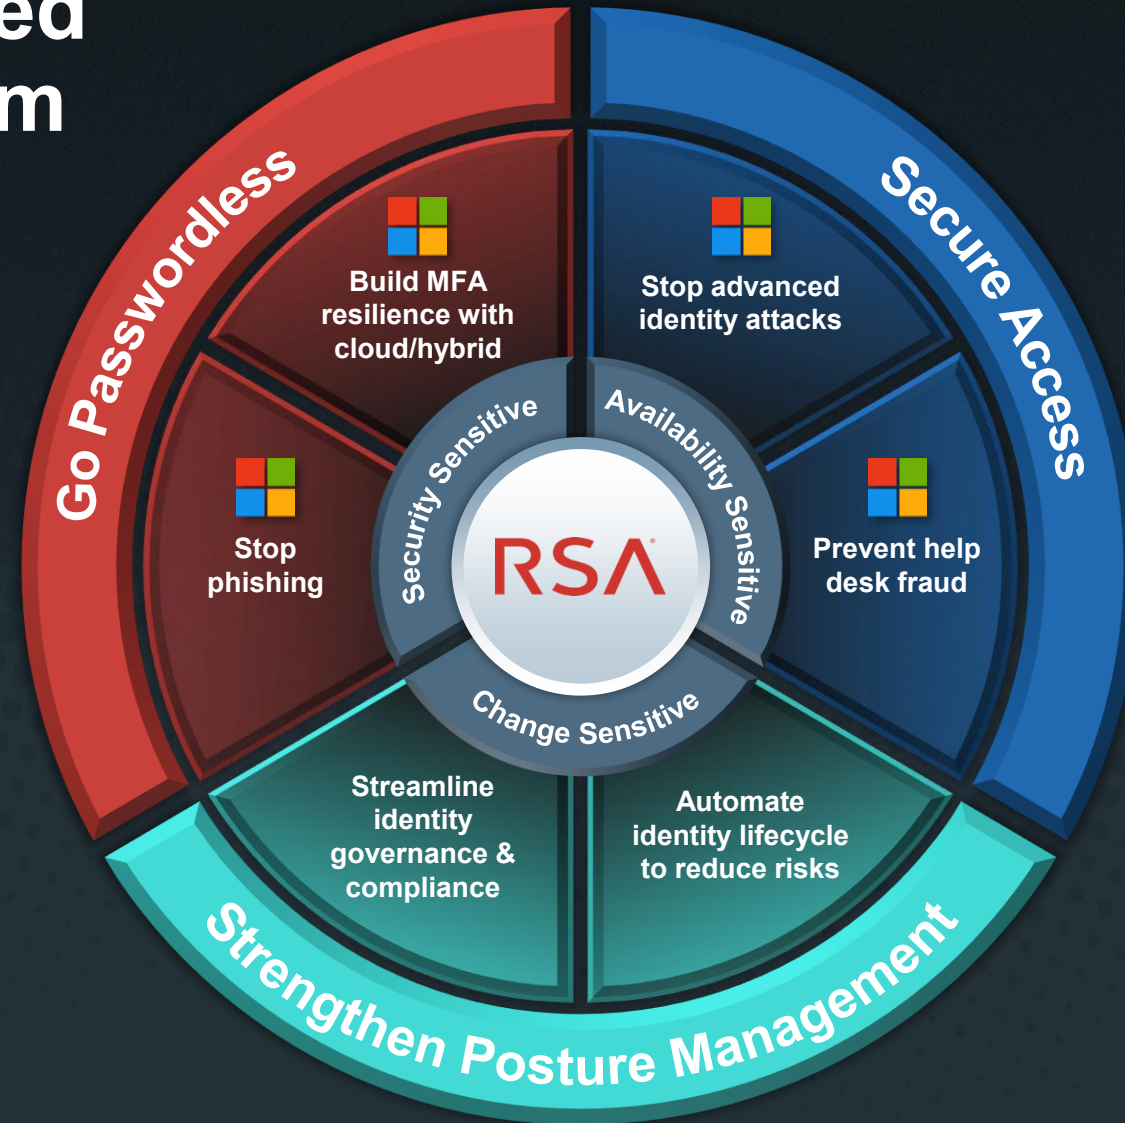 ed
m
Go Passwordless
Secure Access
Build MFA
resilience with
cloud/hybrid
Stop advanced
identity attacks
Security Sensitive
Availability Sensitive
Stop
phishing
RSA
Prevent help
desk fraud
Change Sensitive
Streamline
identity
governance &
compliance
Automate
identity lifecycle
to reduce risks
Strengthen Posture Management